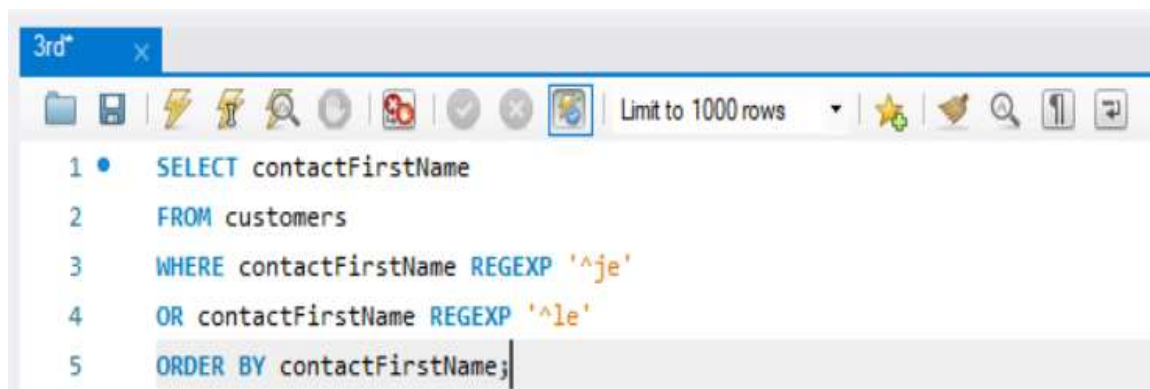 3rd*
Limit to 1000 rows
1 SELECT contactFirstName
2 FROM customers
3 WHERE contactFirstName REGEXP '^je'
4 OR contactFirstName REGEXP '^le'
5 ORDER BY contactFirstName;